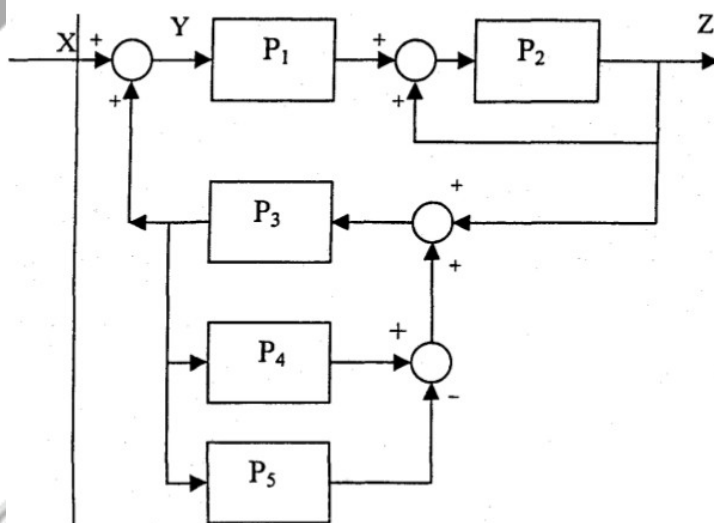 X + Y P₁ + P₂ Z
+ +
P₃ +
+
P₄ +
-
P₅